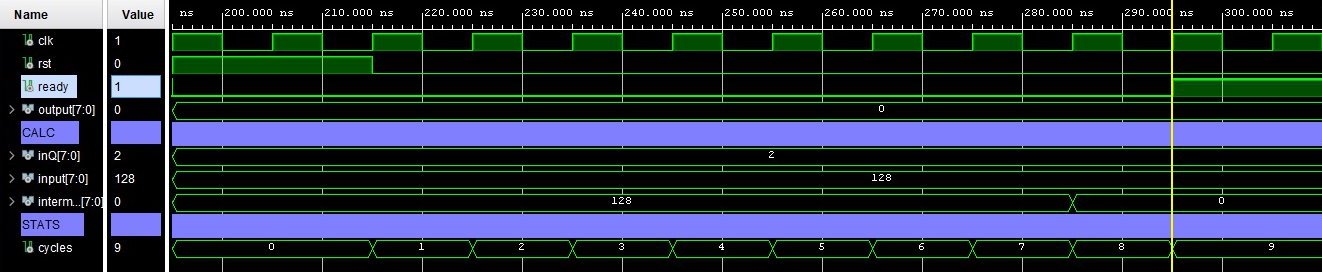 Name Value ns 200.000 ns 210.000 ns 220.000 ns 230.000 ns 240.000 ns 250.000 ns 260.000 ns 270.000 ns 280.000 ns 290.000 ns 300.000 ns
clk 1
rst 0
ready 1
output[7:0] 0 0
CALC
inQ[7:0] 2 2
input[7:0] 128 128
interm...[7:0] 0 128 0
STATS
cycles 9 0 1 2 3 4 5 6 7 8 9